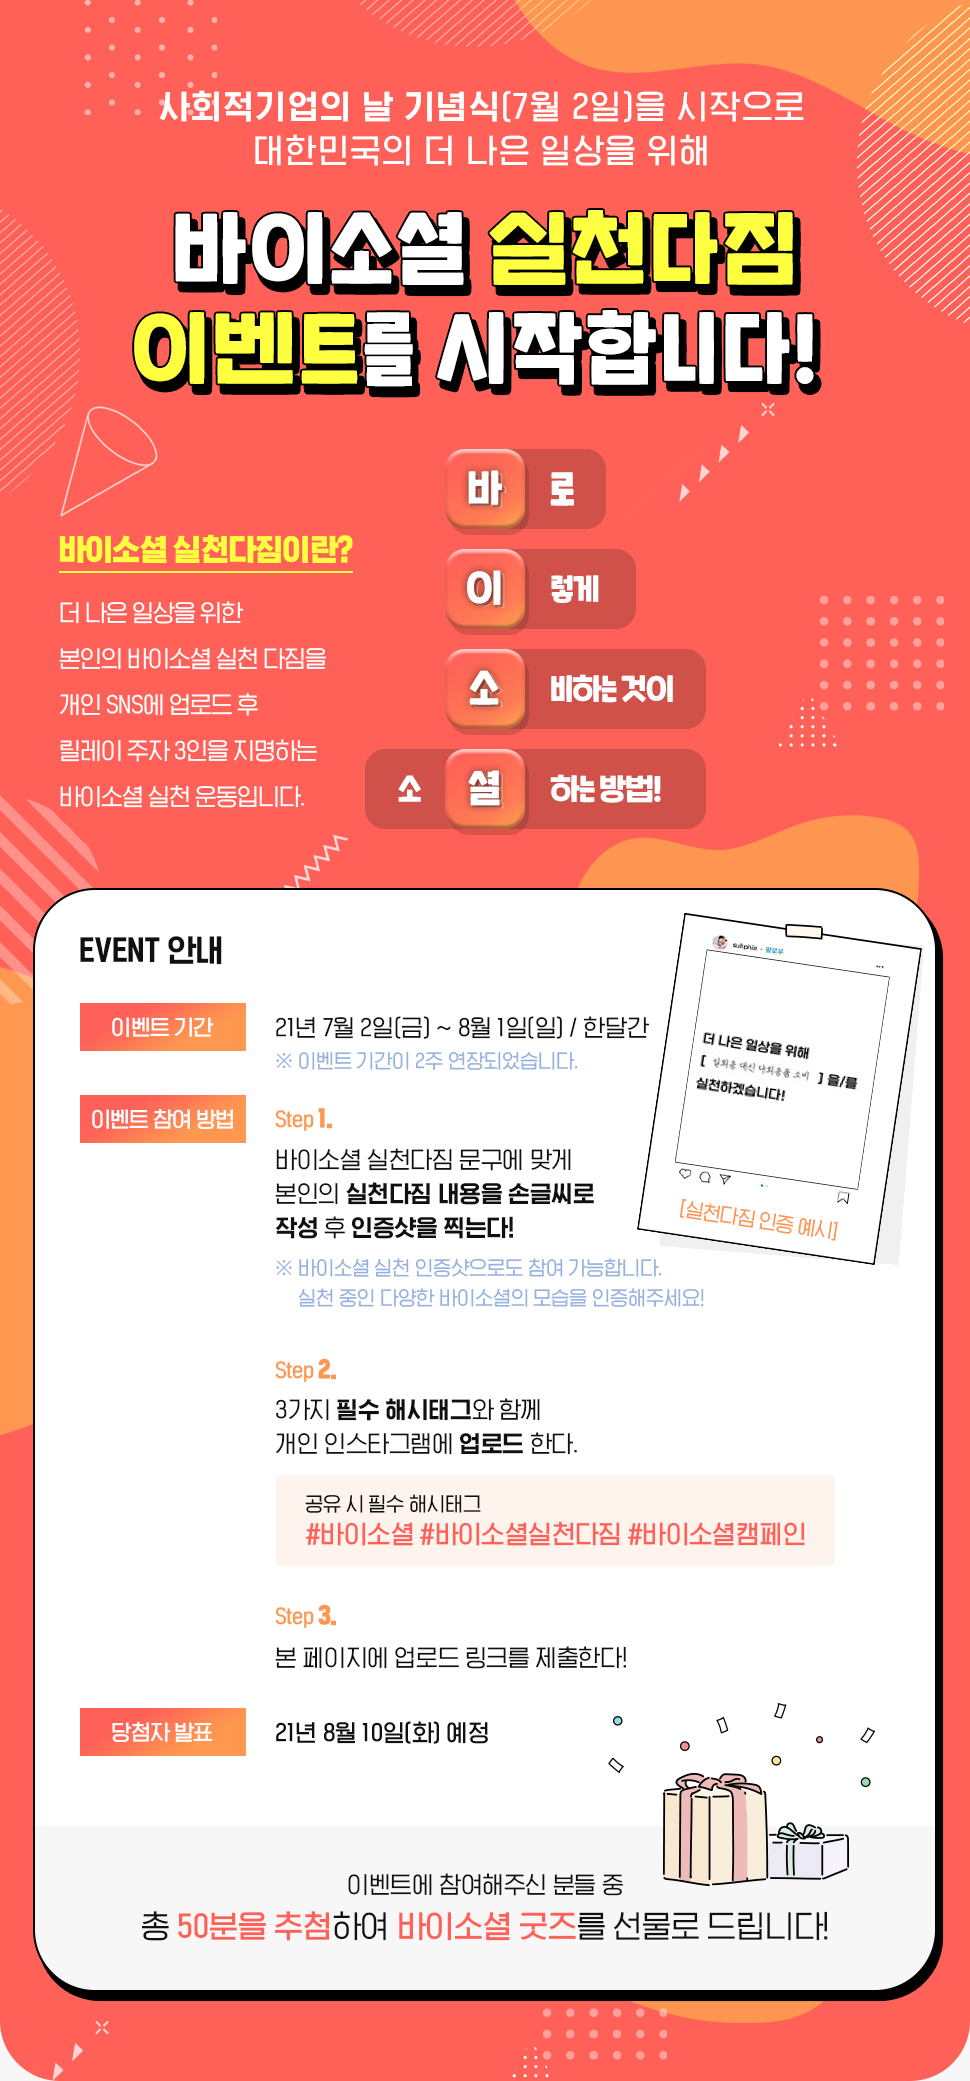 사회적기업의 날 기념식(7월 2일)을 시작으로
대한민국의 더 나은 일상을 위해
바이소셜 실천다짐
이벤트를 시작합니다!
바로
이렇게
소비하는 것이
소셜하는 방법!
바이소셜 실천다짐이란?
더 나은 일상을 위한
본인의 바이소셜 실천 다짐을
개인 SNS에 업로드 후
릴레이 주자 3인을 지명하는
바이소셜 실천 운동입니다.
EVENT 안내
이벤트 기간
21년 7월 2일(금) ~ 8월 1일(일) / 한달간
※ 이벤트 기간이 2주 연장되었습니다.
이벤트 참여 방법
Step 1.
바이소셜 실천다짐 문구에 맞게
본인의 실천다짐 내용을 손글씨로
작성 후 인증샷을 찍는다!
※ 바이소셜 실천 인증샷으로도 참여 가능합니다.
실천 중인 다양한 바이소셜의 모습을 인증해주세요!
suliphie • 팔로우
더 나은 일상을 위해
[ 일회용 대신 다회용품 소비 ] 을/를
실천하겠습니다!
[실천다짐 인증 예시]
Step 2.
3가지 필수 해시태그와 함께
개인 인스타그램에 업로드 한다.
공유 시 필수 해시태그
#바이소셜 #바이소셜실천다짐 #바이소셜캠페인
Step 3.
본 페이지에 업로드 링크를 제출한다!
당첨자 발표
21년 8월 10일(화) 예정
이벤트에 참여해주신 분들 중
총 50분을 추첨하여 바이소셜 굿즈를 선물로 드립니다!